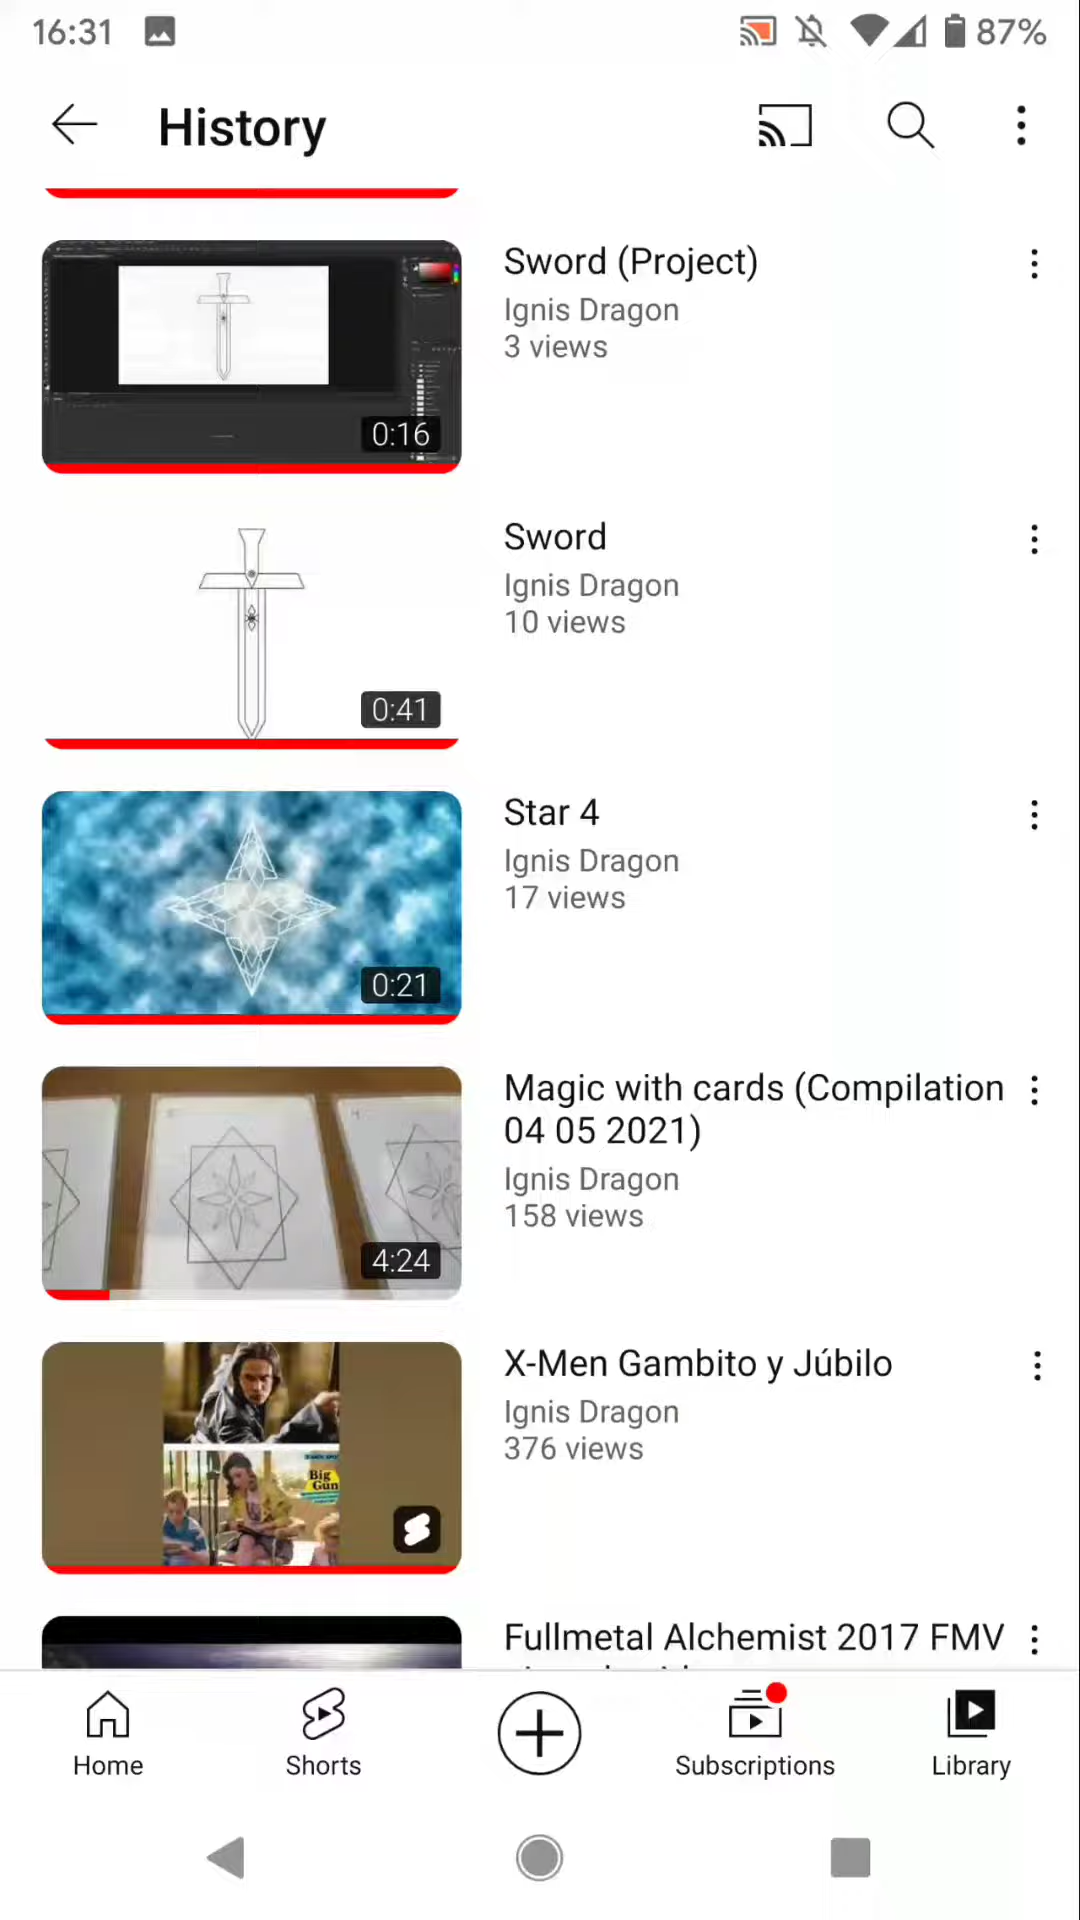 16:31
87%
History
Sword (Project)
Ignis Dragon
3 views
0:16
Sword
Ignis Dragon
10 views
0:41
Star 4
Ignis Dragon
17 views
0:21
Magic with cards (Compilation
04 05 2021)
Ignis Dragon
158 views
4:24
X-Men Gambito y Júbilo
Ignis Dragon
376 views
Big
Gun
Fullmetal Alchemist 2017 FMV
Home
Shorts
Subscriptions
Library